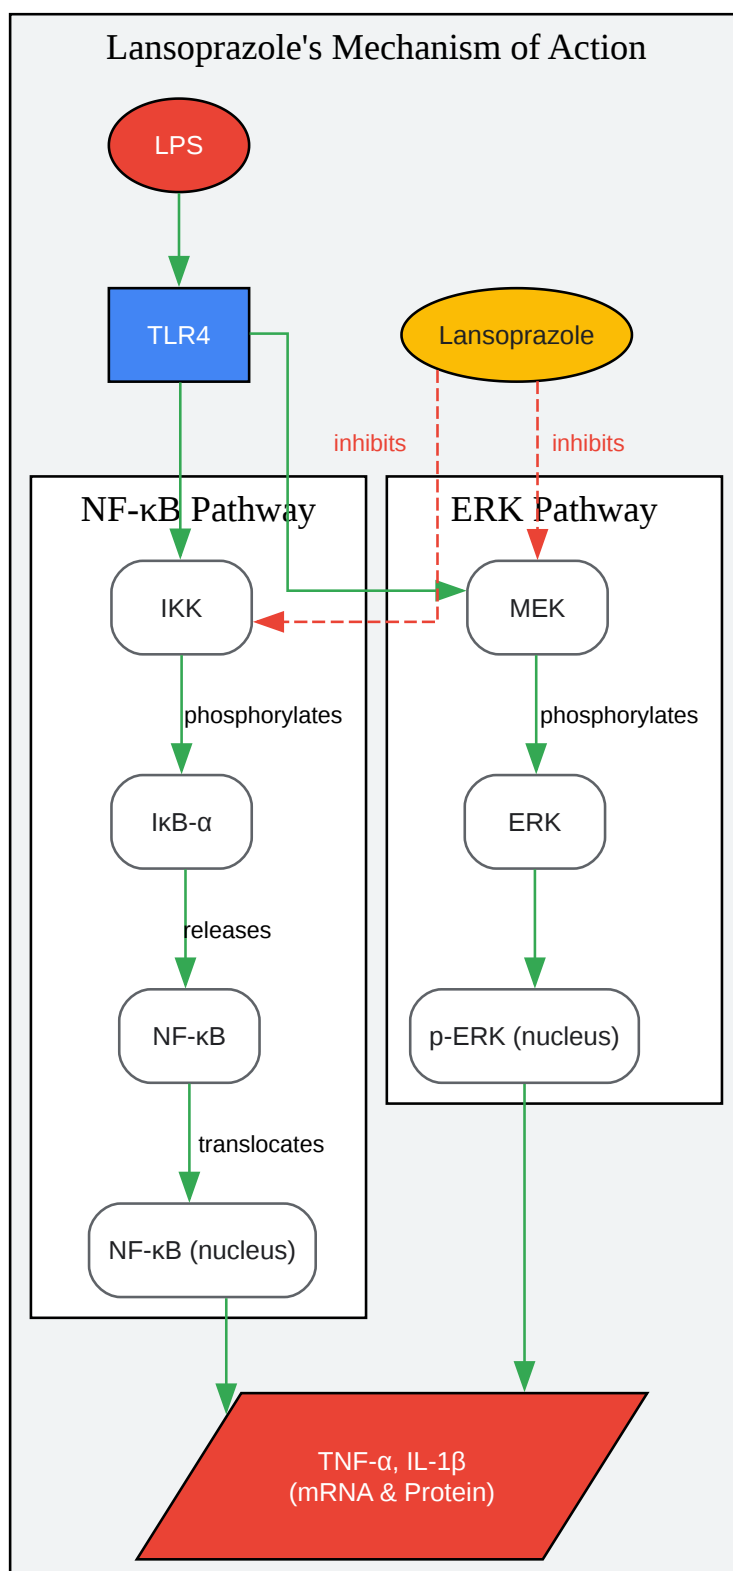 Lansoprazole's Mechanism of Action
LPS
TLR4
Lansoprazole
inhibits
inhibits
NF-κB Pathway
ERK Pathway
IKK
MEK
phosphorylates
phosphorylates
IκB-α
ERK
releases
NF-κB
p-ERK (nucleus)
translocates
NF-κB (nucleus)
TNF-α, IL-1β
(mRNA & Protein)